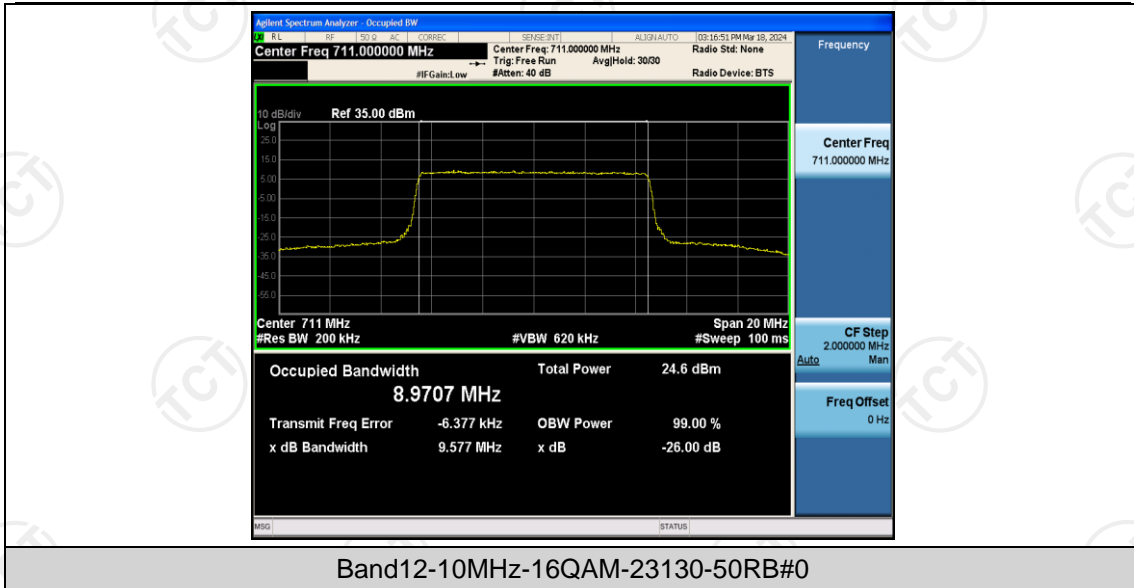 Agilent Spectrum Analyzer - Occupied BW
RL RF 50 Ω AC CORREC SENSE:INT ALIGNAUTO 03:16:51 PM Mar 18, 2024
Center Freq 711.000000 MHz
Center Freq: 711.000000 MHz Radio Std: None
Trig: Free Run Avg|Hold: 30/30
#IFGain:Low #Atten: 40 dB Radio Device: BTS
Frequency
10 dB/div Ref 35.00 dBm
Log
25.0
15.0
5.00
-5.00
-15.0
-25.0
-35.0
-45.0
-55.0
Center 711 MHz Span 20 MHz
#Res BW 200 kHz #VBW 620 kHz #Sweep 100 ms
Center Freq
711.000000 MHz
CF Step
2.000000 MHz
Auto Man
Freq Offset
0 Hz
Occupied Bandwidth Total Power 24.6 dBm
8.9707 MHz
Transmit Freq Error -6.377 kHz OBW Power 99.00 %
x dB Bandwidth 9.577 MHz x dB -26.00 dB
MSG STATUS
Band12-10MHz-16QAM-23130-50RB#0
TCT
TCT
TCT
TCT